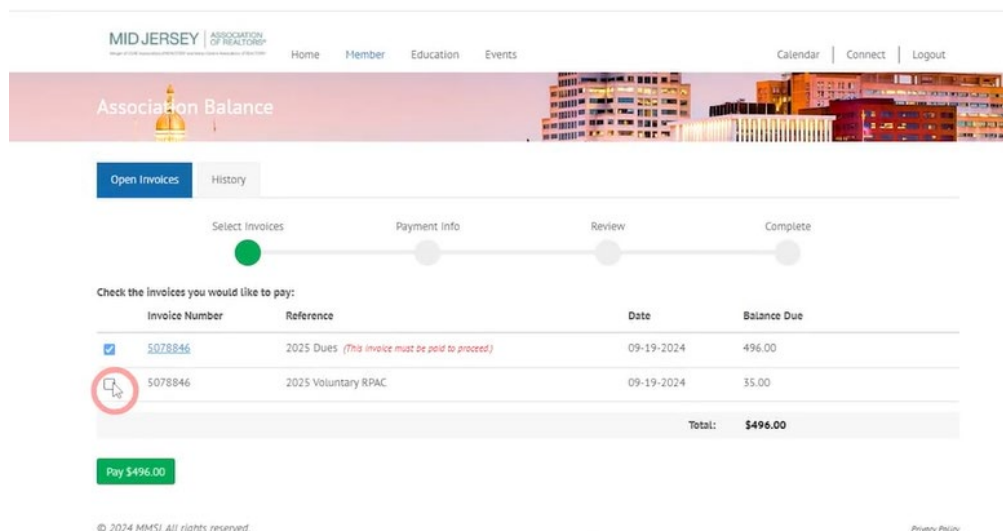 MID JERSEY ASSOCIATION
OF REALTORS®
Home Member Education Events Calendar Connect Logout
Association Balance
Open Invoices History
Select Invoices Payment Info Review Complete
Check the invoices you would like to pay:
Invoice Number Reference Date Balance Due
5078846 2025 Dues (This invoice must be paid to proceed.) 09-19-2024 496.00
5078846 2025 Voluntary RPAC 09-19-2024 35.00
Total: $496.00
Pay $496.00
© 2024 MMSI. All rights reserved. Privacy Policy